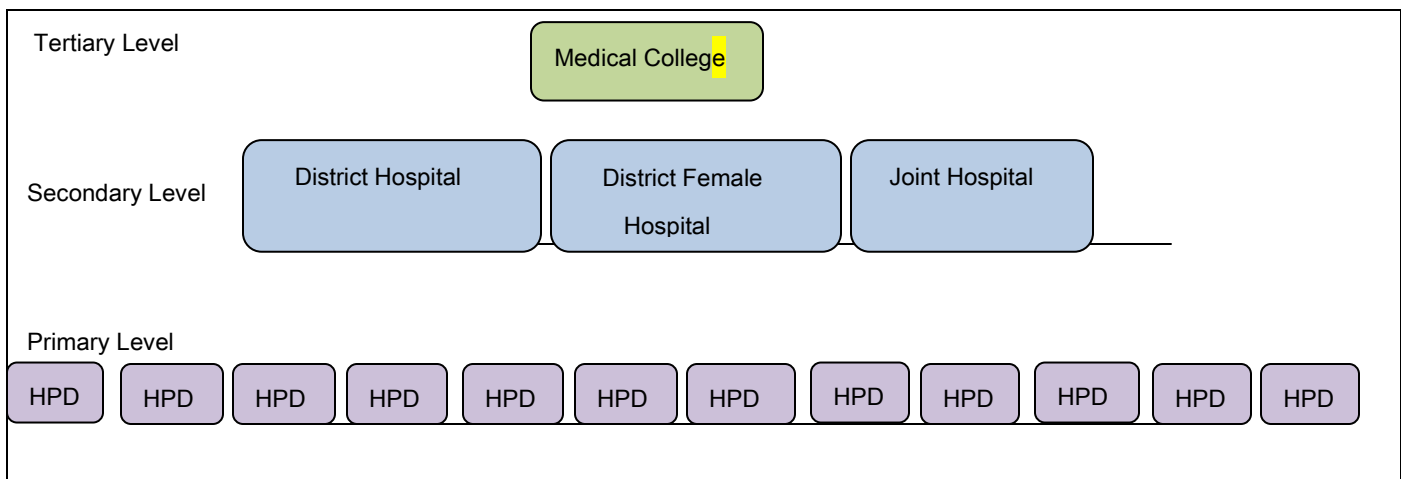 Tertiary Level
Medical College
Secondary Level
District Hospital
District Female
Hospital
Joint Hospital
Primary Level
HPD
HPD
HPD
HPD
HPD
HPD
HPD
HPD
HPD
HPD
HPD
HPD